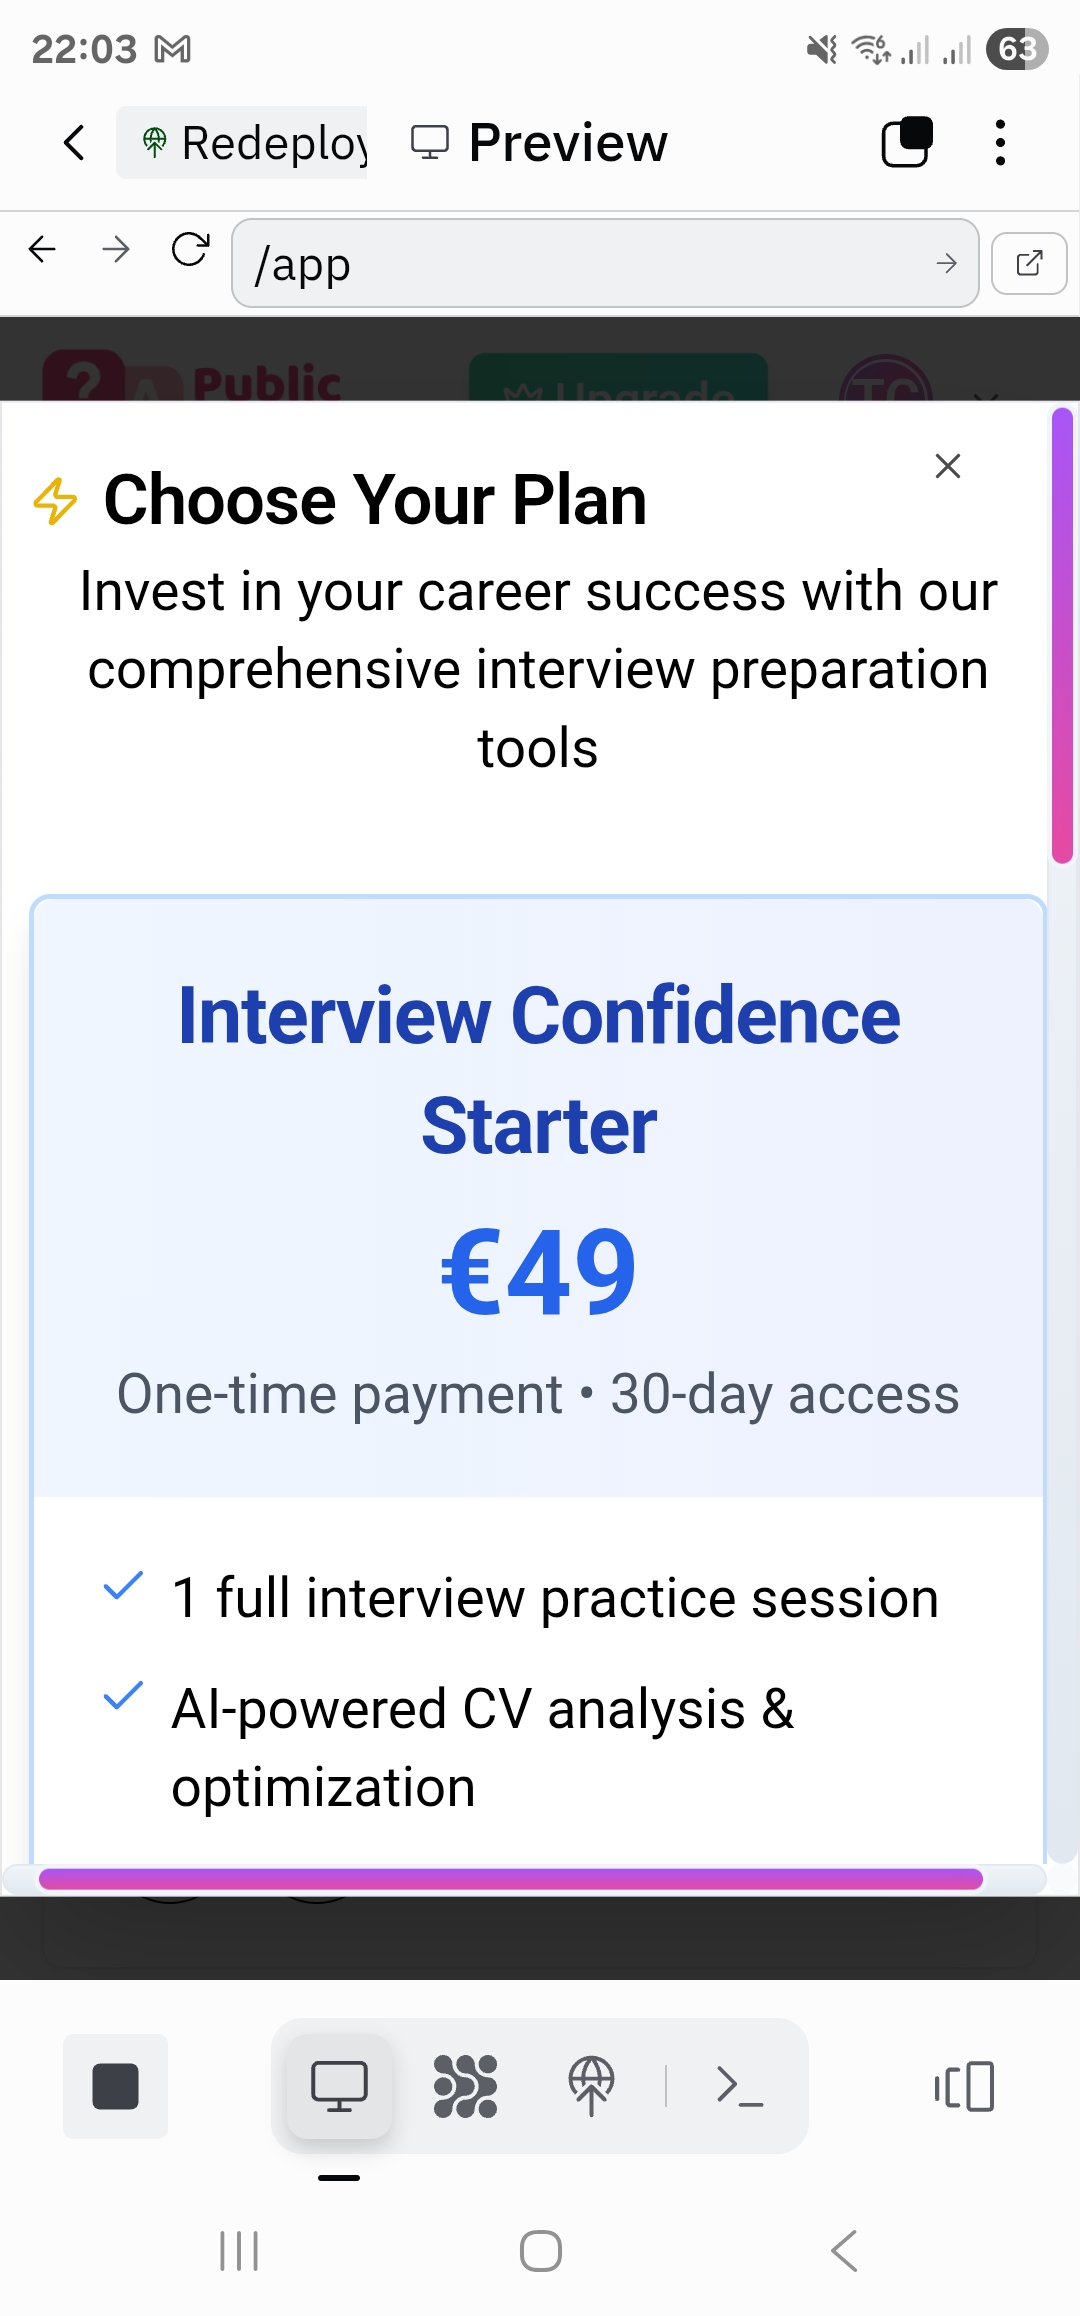 22:03
63
Redeploy
Preview
/app
? A Public
Upgrade
TC
Choose Your Plan
Invest in your career success with our
comprehensive interview preparation
tools
Interview Confidence
Starter
€49
One-time payment • 30-day access
1 full interview practice session
AI-powered CV analysis &
optimization